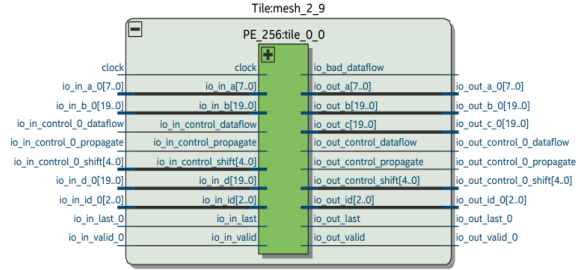 Tile:mesh_2_9
PE_256:tile_0_0
clock clock io_bad_dataflow
io_in_a_0[7..0] io_in_a[7..0] io_out_a[7..0] io_out_a_0[7..0]
io_in_b_0[19..0] io_in_b[19..0] io_out_b[19..0] io_out_b_0[19..0]
io_in_control_0_dataflow io_in_control_dataflow io_out_c[19..0] io_out_c_0[19..0]
io_in_control_0_propagate io_in_control_propagate io_out_control_dataflow io_out_control_0_dataflow
io_in_control_0_shift[4..0] io_in_control_shift[4..0] io_out_control_propagate io_out_control_0_propagate
io_in_d_0[19..0] io_in_d[19..0] io_out_control_shift[4..0] io_out_control_0_shift[4..0]
io_in_id_0[2..0] io_in_id[2..0] io_out_id[2..0] io_out_id_0[2..0]
io_in_last_0 io_in_last io_out_last io_out_last_0
io_in_valid_0 io_in_valid io_out_valid io_out_valid_0